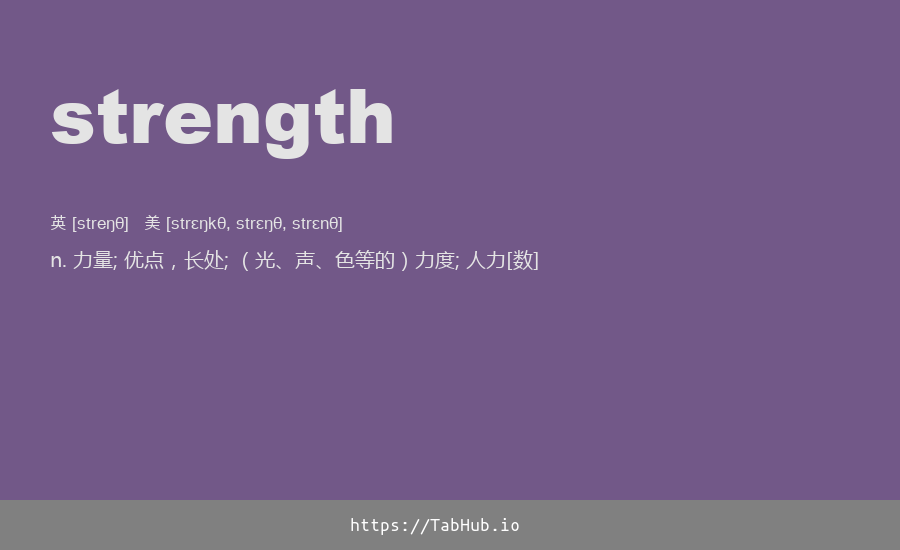 strength
英 [streŋθ] 美 [strɛŋkθ, strɛŋθ, strɛnθ]
n. 力量; 优点，长处; （光、声、色等的）力度; 人力[数]
https://TabHub.io